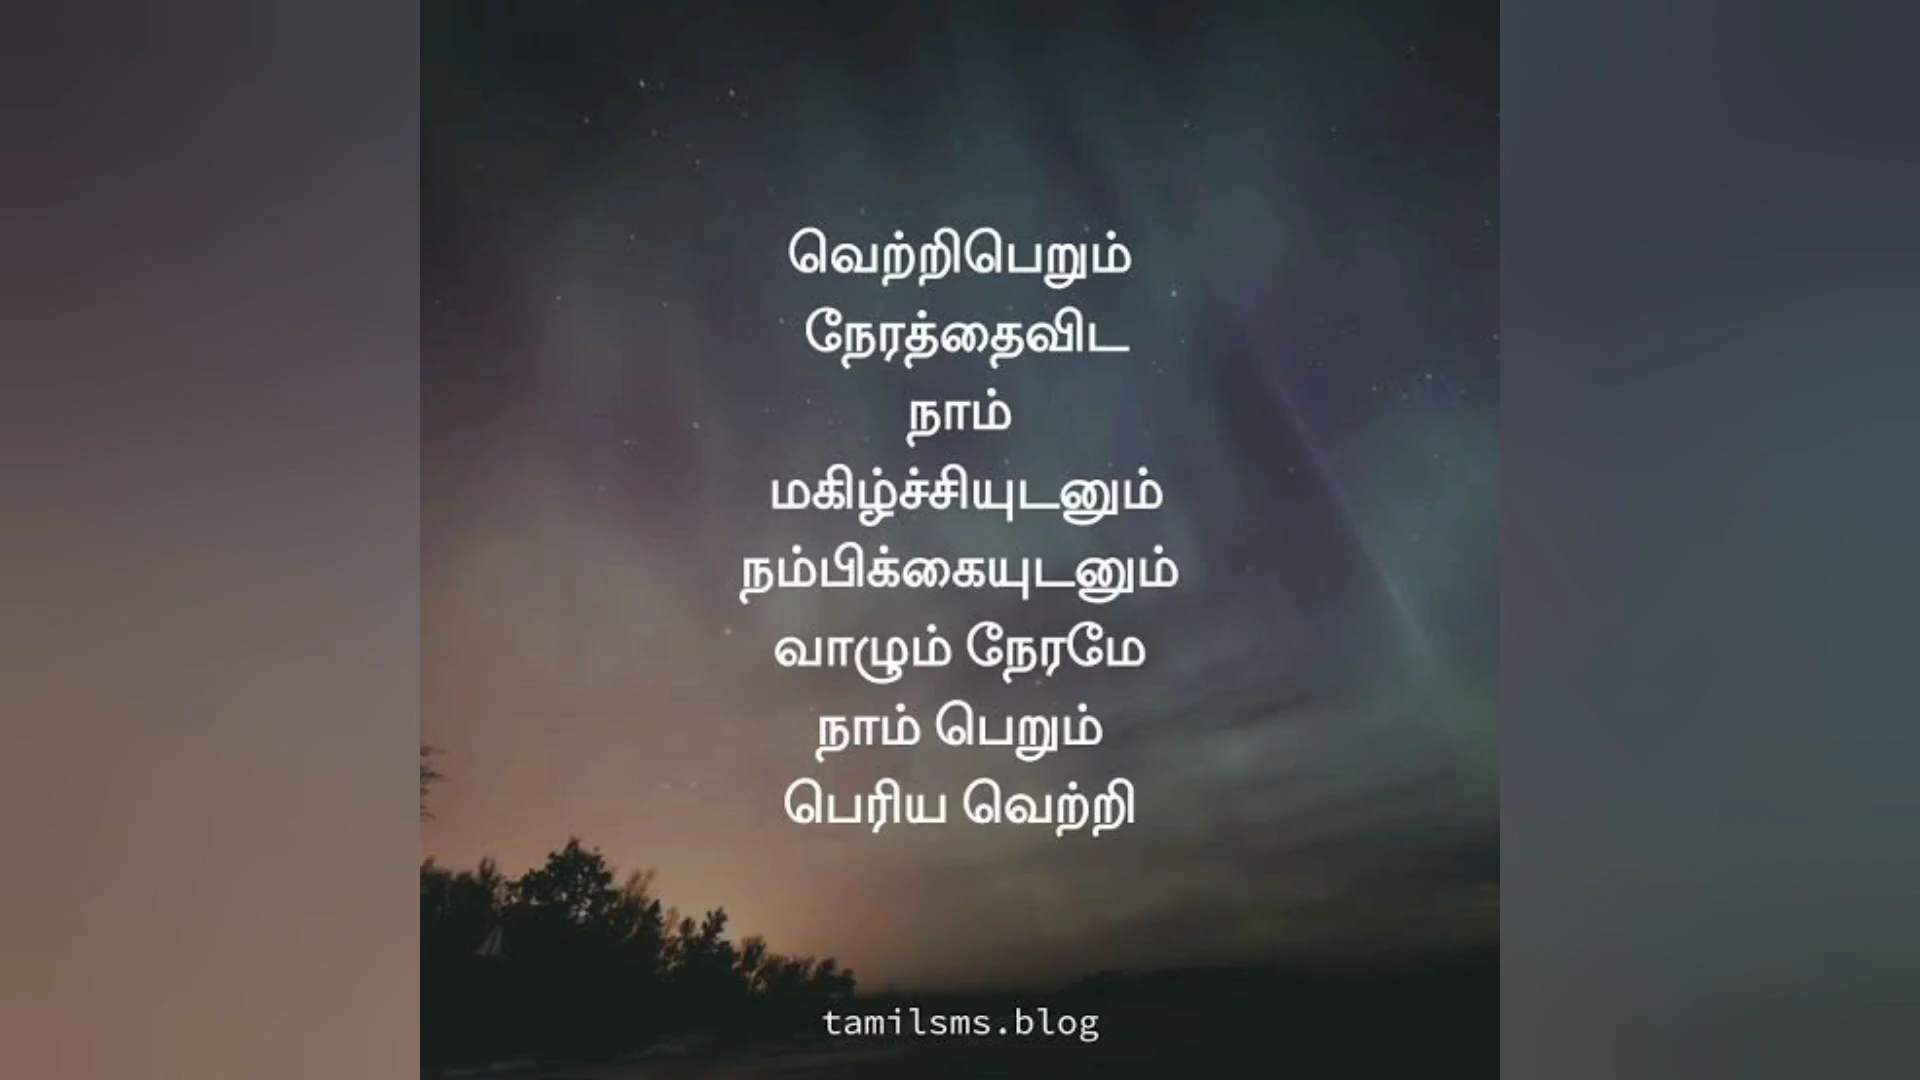 வெற்றிபெறும்
நேரத்தைவிட
நாம்
மகிழ்ச்சியுடனும்
நம்பிக்கையுடனும்
வாழும் நேரமே
நாம் பெறும்
பெரிய வெற்றி
tamilsms.blog